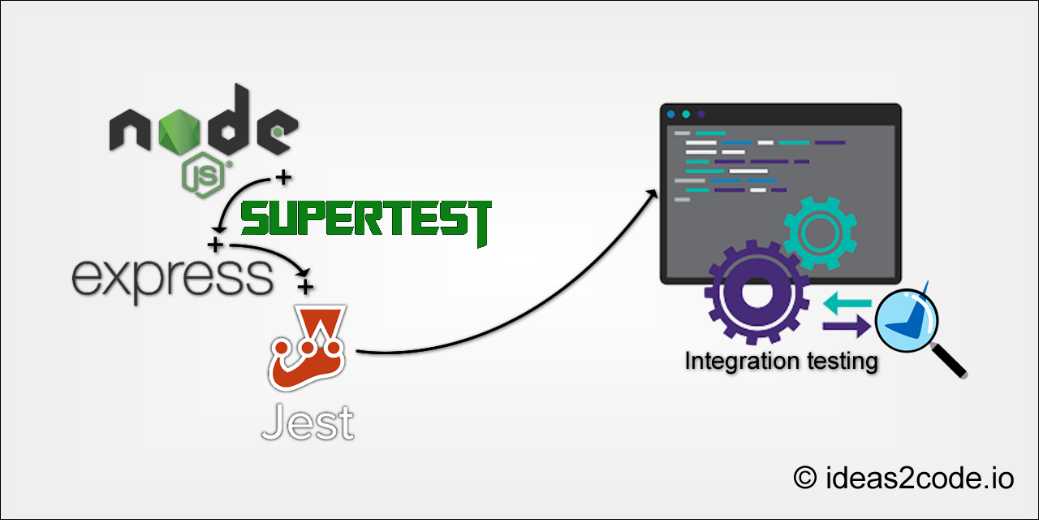 node
JS
SUPERTEST
express
Jest
Integration testing
© ideas2code.io